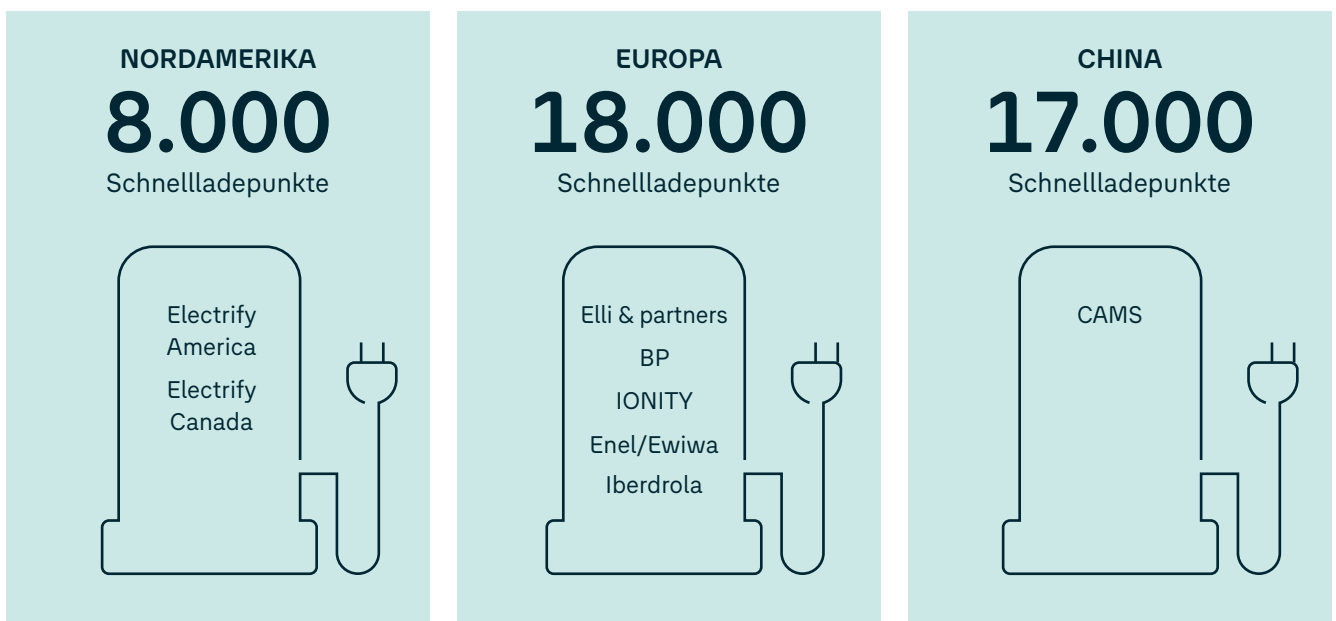 NORDAMERIKA
8.000
Schnellladepunkte
Electrify
America
Electrify
Canada
EUROPA
18.000
Schnellladepunkte
Elli & partners
BP
IONITY
Enel/Ewiwa
Iberdrola
CHINA
17.000
Schnellladepunkte
CAMS